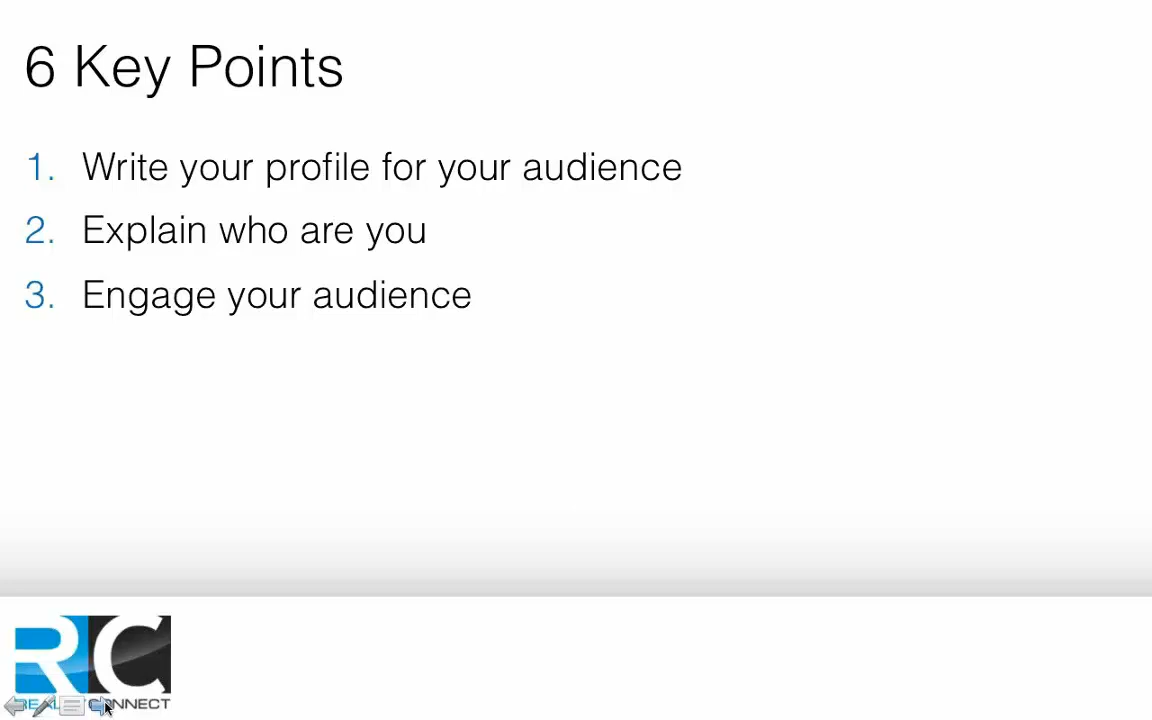 6 Key Points
1. Write your profile for your audience
2. Explain who are you
3. Engage your audience
RC